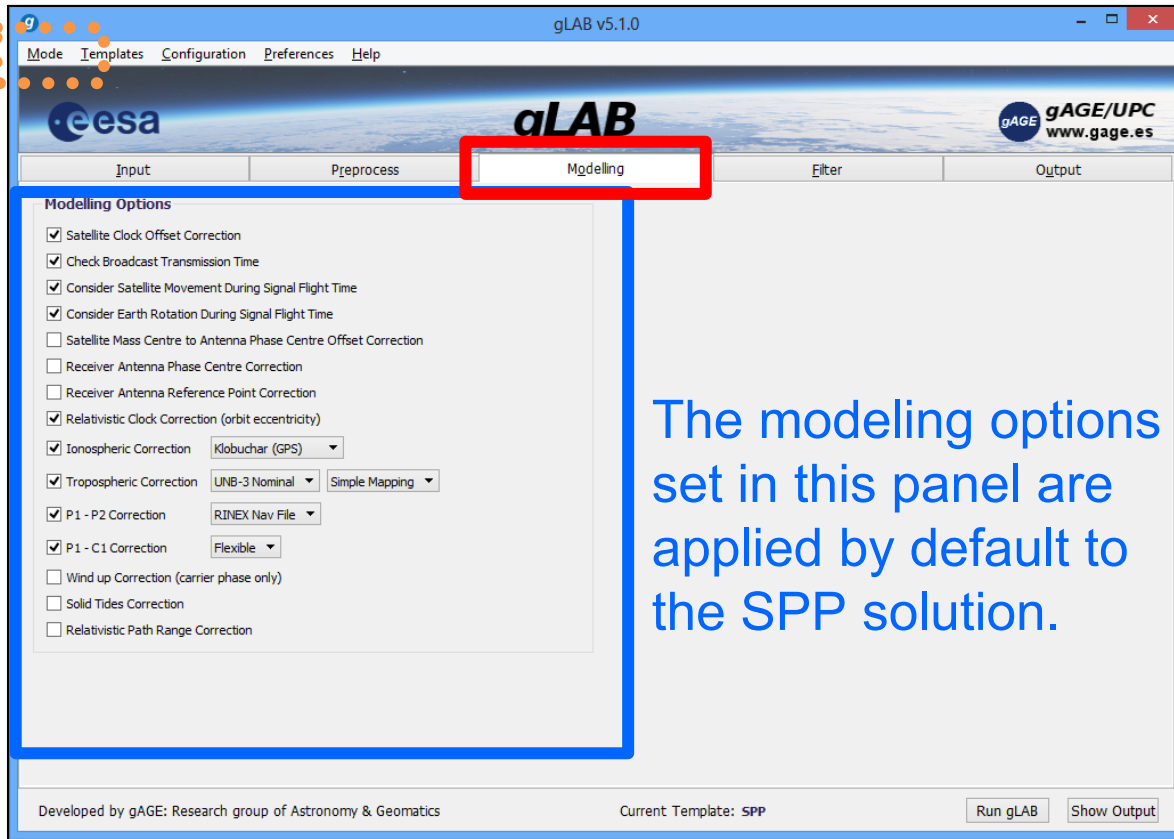 g
gLAB v5.1.0
Mode Templates Configuration Preferences Help
esa
gLAB
gAGE
gAGE/UPC
www.gage.es
Input Preprocess Modelling Filter Output
Modelling Options
Satellite Clock Offset Correction
Check Broadcast Transmission Time
Consider Satellite Movement During Signal Flight Time
Consider Earth Rotation During Signal Flight Time
Satellite Mass Centre to Antenna Phase Centre Offset Correction
Receiver Antenna Phase Centre Correction
Receiver Antenna Reference Point Correction
Relativistic Clock Correction (orbit eccentricity)
Ionospheric Correction Klobuchar (GPS)
Tropospheric Correction UNB-3 Nominal Simple Mapping
P1 - P2 Correction RINEX Nav File
P1 - C1 Correction Flexible
Wind up Correction (carrier phase only)
Solid Tides Correction
Relativistic Path Range Correction
The modeling options
set in this panel are
applied by default to
the SPP solution.
Developed by gAGE: Research group of Astronomy & Geomatics Current Template: SPP Run gLAB Show Output